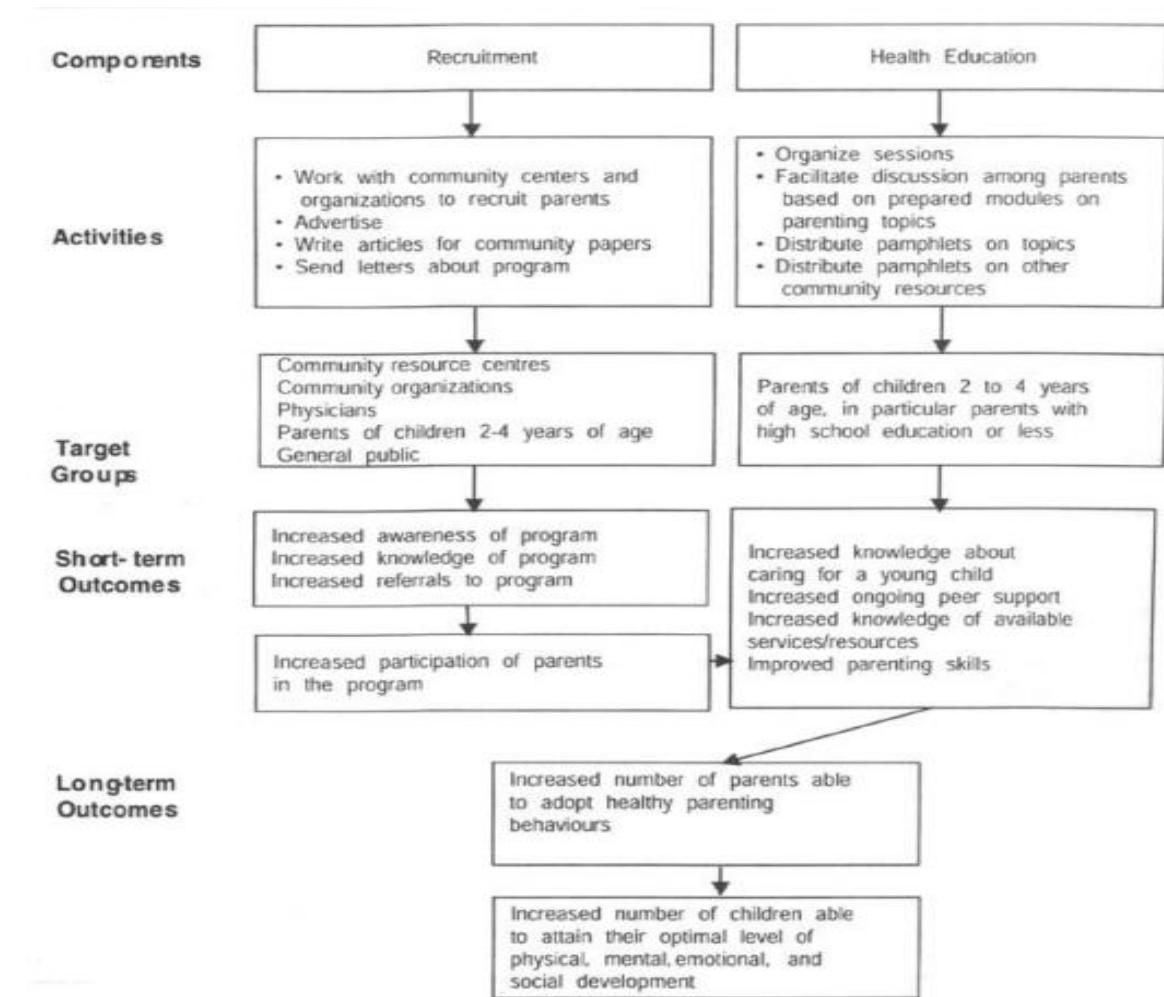 Components
Recruitment
Health Education
Activities
• Work with community centers and
organizations to recruit parents
• Advertise
• Write articles for community papers
• Send letters about program
• Organize sessions
• Facilitate discussion among parents
based on prepared modules on
parenting topics
• Distribute pamphlets on topics
• Distribute pamphlets on other
community resources
Target
Groups
Community resource centres
Community organizations
Physicians
Parents of children 2-4 years of age
General public
Parents of children 2 to 4 years
of age, in particular parents with
high school education or less
Short-term
Outcomes
Increased awareness of program
Increased knowledge of program
Increased referrals to program
Increased participation of parents
in the program
Increased knowledge about
caring for a young child
Increased ongoing peer support
Increased knowledge of available
services/resources
Improved parenting skills
Long-term
Outcomes
Increased number of parents able
to adopt healthy parenting
behaviours
Increased number of children able
to attain their optimal level of
physical, mental, emotional, and
social development